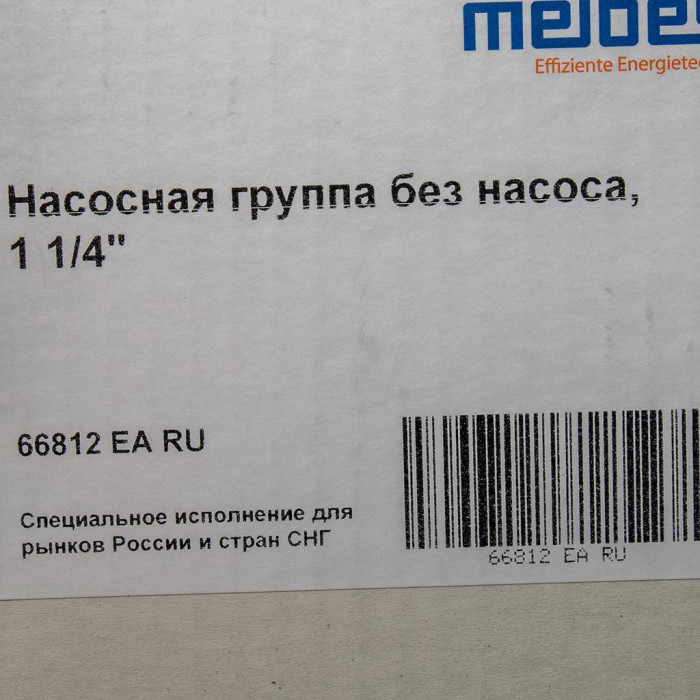 Effiziente
Насосная группа без насоса,
1 1/4"
66812 EA RU
Специальное исполнение для
рынков России и стран СНГ
66812 EA RU